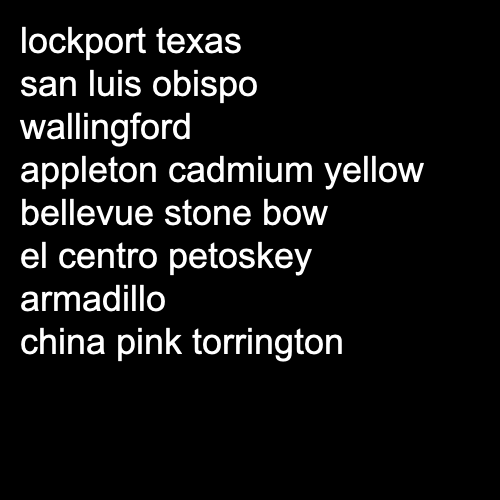 lockport texas
san luis obispo
wallingford
appleton cadmium yellow
bellevue stone bow
el centro petoskey
armadillo
china pink torrington